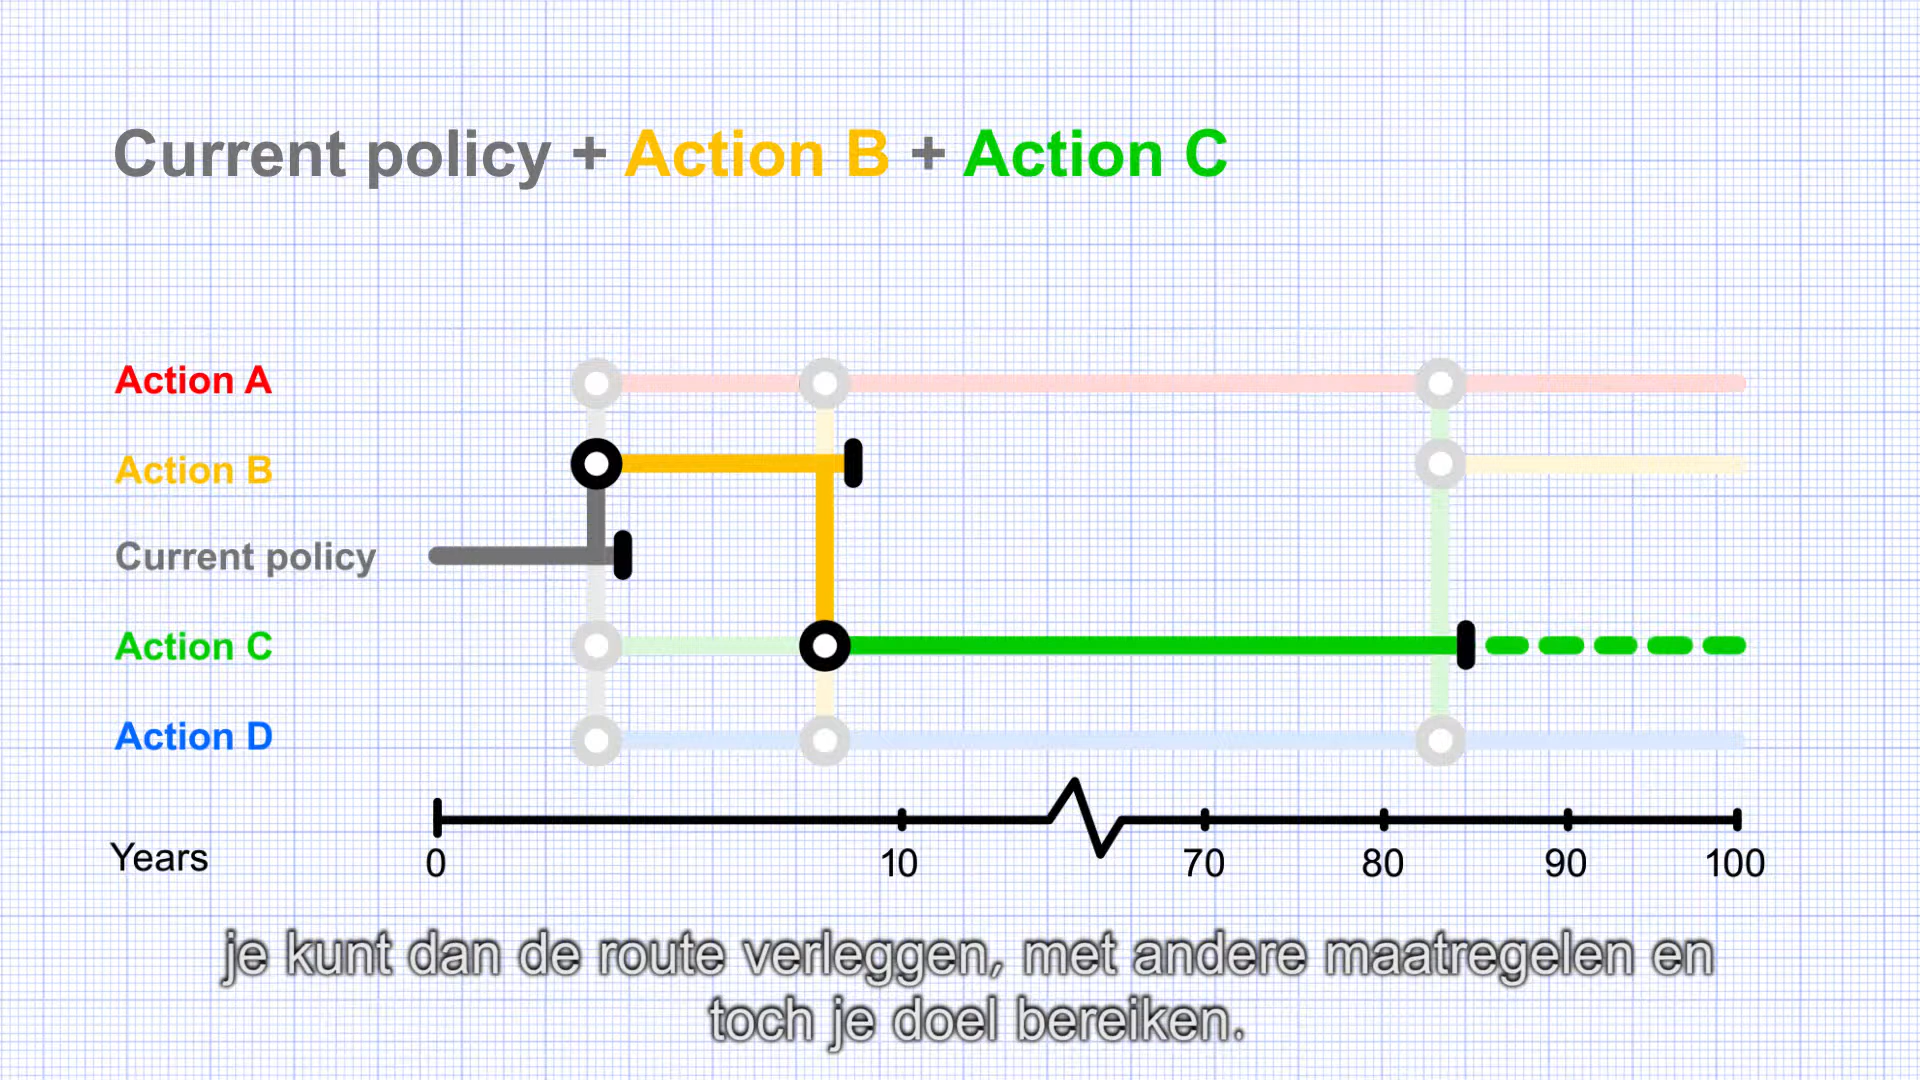 Current policy + Action B + Action C
Action A
Action B
Current policy
Action C
Action D
Years
0 10 70 80 90 100
je kunt dan de route verleggen, met andere maatregelen en
toch je doel bereiken.